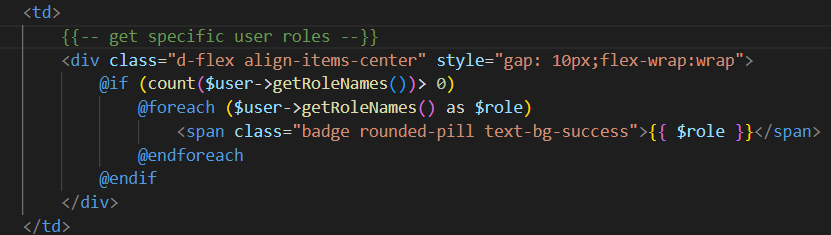 <td>
{{-- get specific user roles --}}
<div class="d-flex align-items-center" style="gap: 10px;flex-wrap:wrap">
@if (count($user->getRoleNames())> 0)
@foreach ($user->getRoleNames() as $role)
<span class="badge rounded-pill text-bg-success">{{ $role }}</span>
@endforeach
@endif
</div>
</td>